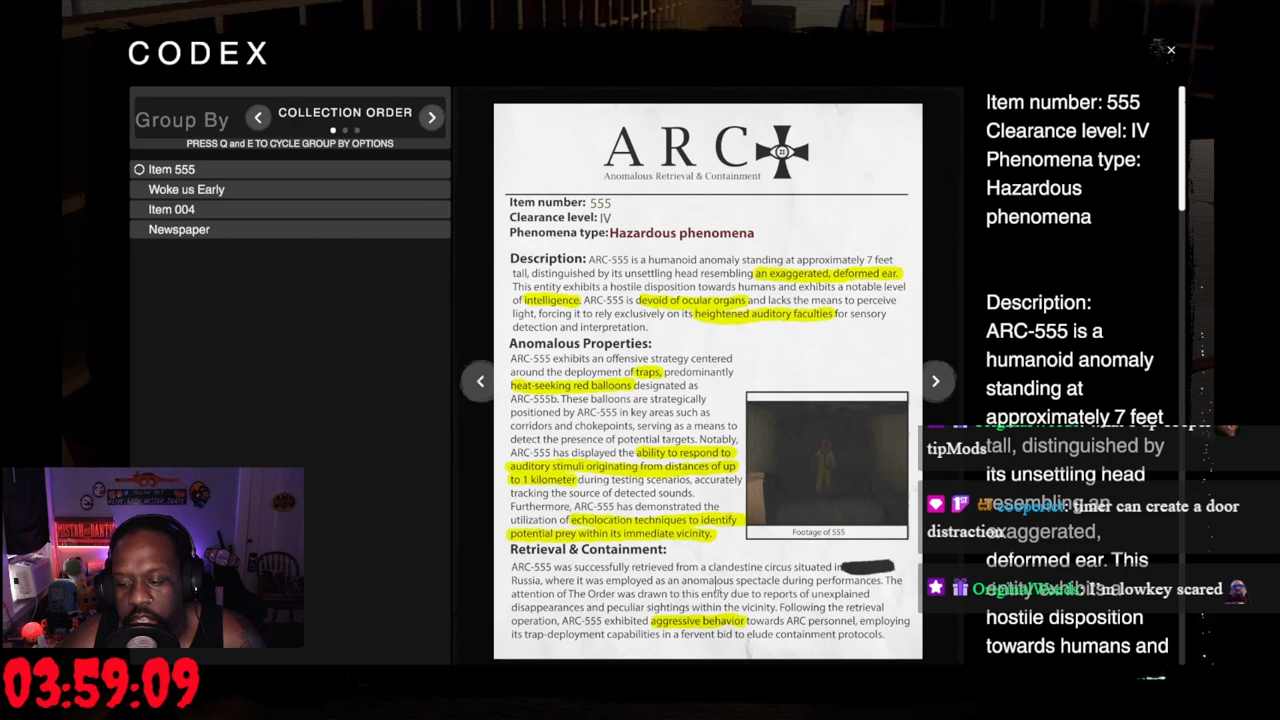 CODEX
Group By
COLLECTION ORDER
PRESS Q and E TO CYCLE GROUP BY OPTIONS
Item 555
Woke us Early
Item 004
Newspaper
ARC
Anomalous Retrieval & Containment
Item number: 555
Clearance level: IV
Phenomena type: Hazardous phenomena
Description: ARC-555 is a humanoid anomaly standing at approximately 7 feet
tall, distinguished by its unsettling head resembling an exaggerated, deformed ear.
This entity exhibits a hostile disposition towards humans and exhibits a notable level
of intelligence. ARC-555 is devoid of ocular organs and lacks the means to perceive
light, forcing it to rely exclusively on its heightened auditory faculties for sensory
detection and interpretation.
Anomalous Properties:
ARC-555 exhibits an offensive strategy centered
around the deployment of traps, predominantly
heat-seeking red balloons designated as
ARC-555b. These balloons are strategically
positioned by ARC-555 in key areas such as
corridors and chokepoints, serving as a means to
detect the presence of potential targets. Notably,
ARC-555 has displayed the ability to respond to
auditory stimuli originating from distances of up
to 1 kilometer during testing scenarios, accurately
tracking the source of detected sounds.
Furthermore, ARC-555 has demonstrated the
utilization of echolocation techniques to identify
potential prey within its immediate vicinity.
Footage of 555
Retrieval & Containment:
ARC-555 was successfully retrieved from a clandestine circus situated in
Russia, where it was employed as an anomalous spectacle during performances. The
attention of The Order was drawn to this entity due to reports of unexplained
disappearances and peculiar sightings within the vicinity. Following the retrieval
operation, ARC-555 exhibited aggressive behavior towards ARC personnel, employing
its trap-deployment capabilities in a fervent bid to elude containment protocols.
Item number: 555
Clearance level: IV
Phenomena type:
Hazardous
phenomena
Description:
ARC-555 is a
humanoid anomaly
standing at
approximately 7 feet
tall, distinguished by
its unsettling head
resembling an
exaggerated,
deformed ear. This
entity exhibits a
hostile disposition
towards humans and
tipMods
cooperlet: timer can create a door
distraction
OriginalWeirdo: I'm lowkey scared
MISTAH DANTE
03:59:09